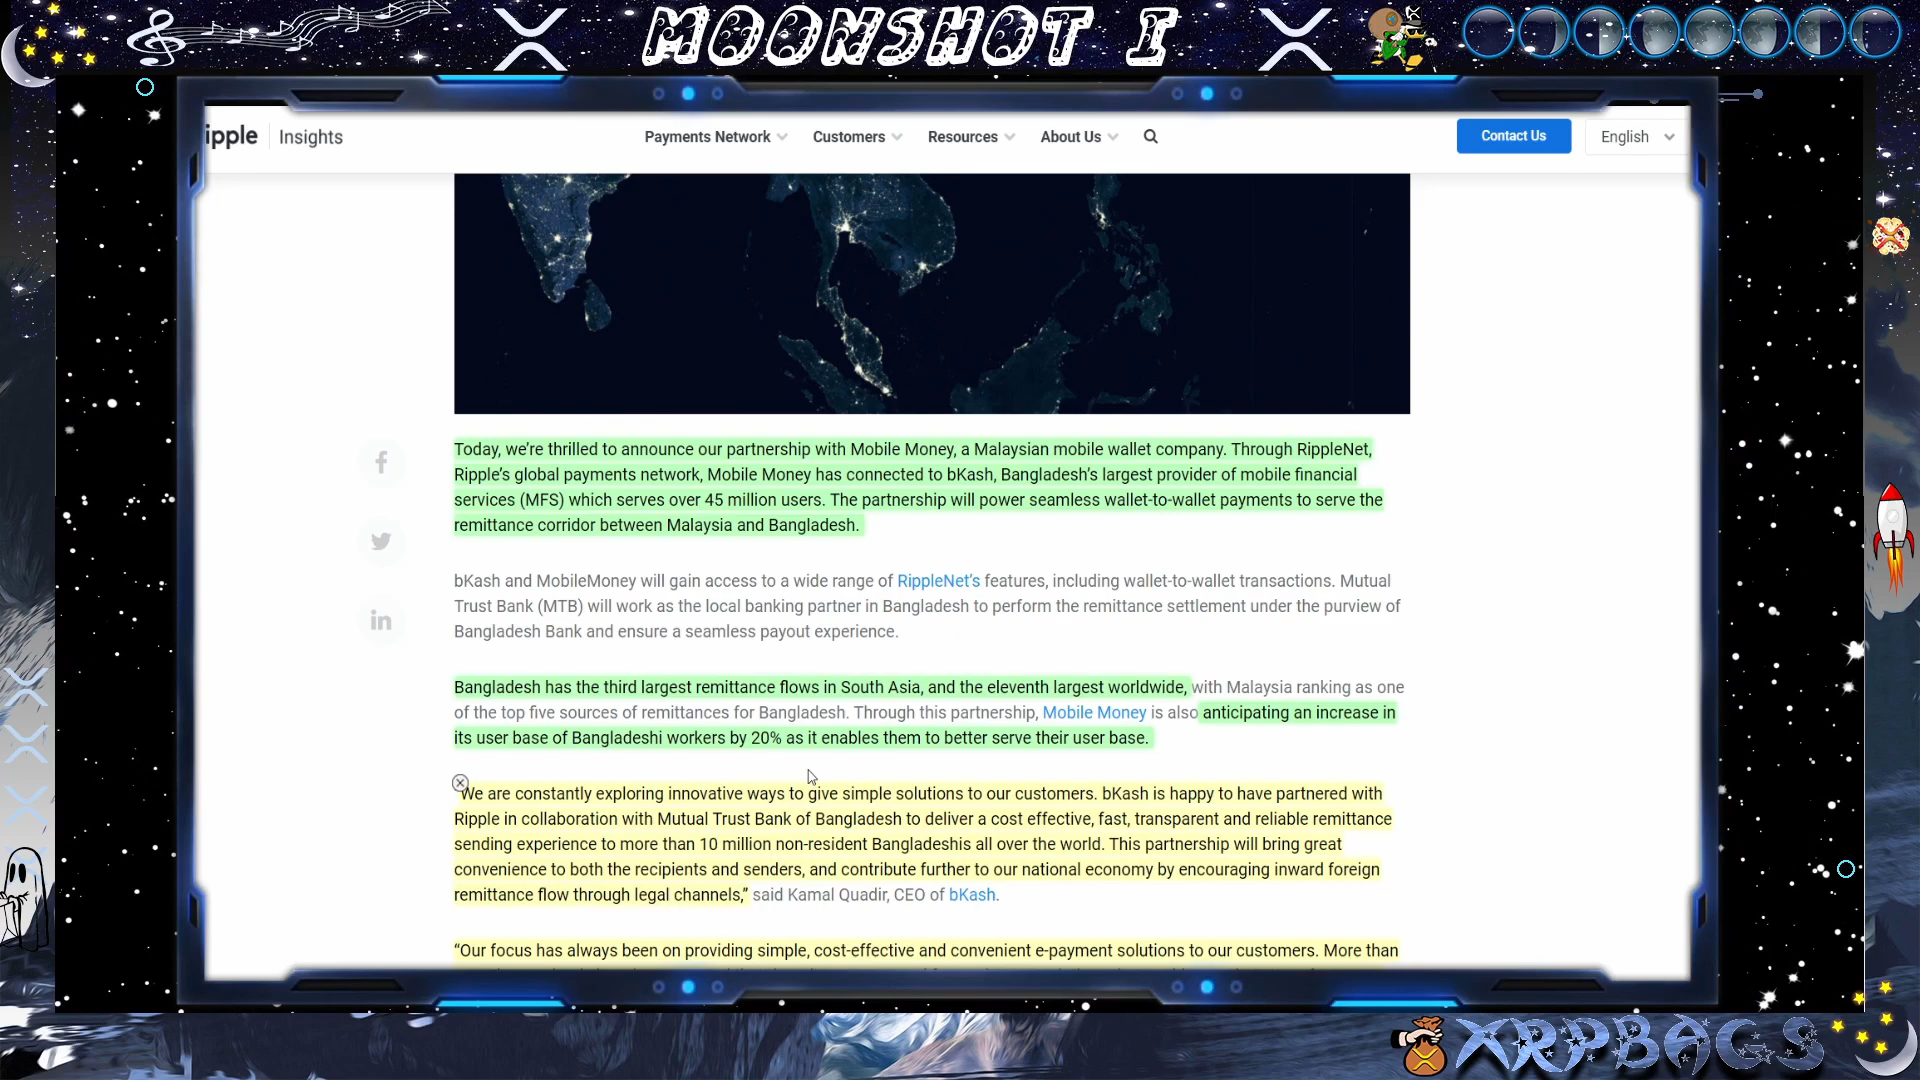 MOONSHOT I
ipple Insights Payments Network Customers Resources About Us Contact Us English
Today, we're thrilled to announce our partnership with Mobile Money, a Malaysian mobile wallet company. Through RippleNet,
Ripple's global payments network, Mobile Money has connected to bKash, Bangladesh's largest provider of mobile financial
services (MFS) which serves over 45 million users. The partnership will power seamless wallet-to-wallet payments to serve the
remittance corridor between Malaysia and Bangladesh.
bKash and MobileMoney will gain access to a wide range of RippleNet's features, including wallet-to-wallet transactions. Mutual
Trust Bank (MTB) will work as the local banking partner in Bangladesh to perform the remittance settlement under the purview of
Bangladesh Bank and ensure a seamless payout experience.
Bangladesh has the third largest remittance flows in South Asia, and the eleventh largest worldwide, with Malaysia ranking as one
of the top five sources of remittances for Bangladesh. Through this partnership, Mobile Money is also anticipating an increase in
its user base of Bangladeshi workers by 20% as it enables them to better serve their user base.
We are constantly exploring innovative ways to give simple solutions to our customers. bKash is happy to have partnered with
Ripple in collaboration with Mutual Trust Bank of Bangladesh to deliver a cost effective, fast, transparent and reliable remittance
sending experience to more than 10 million non-resident Bangladeshis all over the world. This partnership will bring great
convenience to both the recipients and senders, and contribute further to our national economy by encouraging inward foreign
remittance flow through legal channels,” said Kamal Quadir, CEO of bKash.
“Our focus has always been on providing simple, cost-effective and convenient e-payment solutions to our customers. More than
XRPBAGS